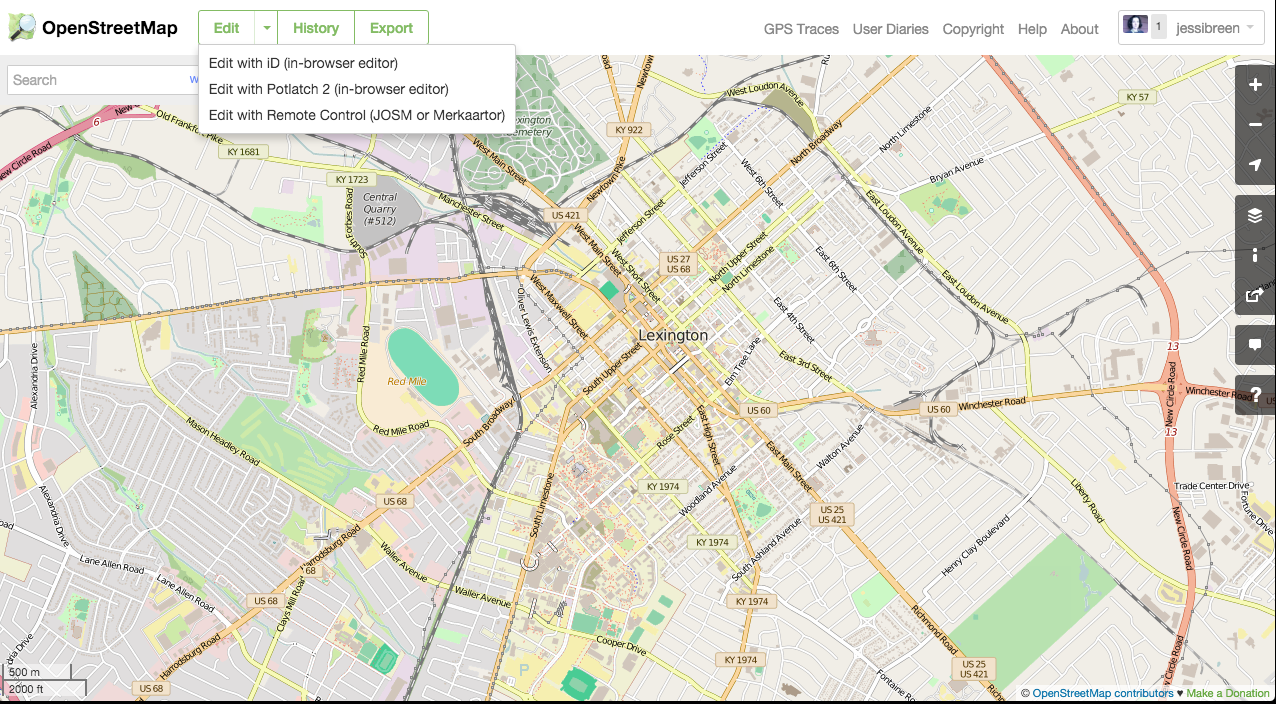 OpenStreetMap
Edit
History
Export
GPS Traces
User Diaries
Copyright
Help
About
1
jessibreen
Edit with iD (in-browser editor)
Edit with Potlatch 2 (in-browser editor)
Edit with Remote Control (JOSM or Merkaartor)
Search
Cemetery
West Loudon Avenue
KY 57
6
Old Frankfort Pike
New Circle Road
KY 922
KY 1681
North Broadway
North Limestone
West Main Street
Newtown Pike
Jefferson Street
West 6th Street
Bryan Avenue
KY 1723
Central
Quarry
(#512)
Forbes Road
Manchester Street
US 421
Jefferson Street
East Loudon Avenue
South Forbes Road
West Main Street
West Short Street
US 27
US 68
North Upper Street
North Limestone
East 6th Street
East Loudon Avenue
Oliver Lewis Extension
West Maxwell Street
East 4th Street
Lexington
Red Mile Road
Alexandria Drive
Red Mile
South Upper Street
Elm Tree Lane
East 3rd Street
13
New Circle Road
Winchester Road
Winchester Road
US 60
US 60
13
Mason Headley Road
Red Mile Road
South Broadway
Rose Street
East High Street
Walton Avenue
East Main Street
KY 1974
Woodland Avenue
US 68
South Limestone
US 25
US 421
Liberty Road
Trade Center Drive
Fortune Drive
New Circle Road
Alexandria Drive
Harrodsburg Road
Lane Allen Road
Lane Allen Road
Waller Avenue
68
KY 1974
South Ashland Avenue
Henry Clay Boulevard
US 68
Clays Mill Road
Waller Avenue
KY 1974
Richmond Road
Cooper Drive
Harrodsburg Road
KY 1974
P
US 25
US 421
Fontaine Road
New Circle Road
US 68
500 m
2000 ft
© OpenStreetMap contributors ♥ Make a Donation